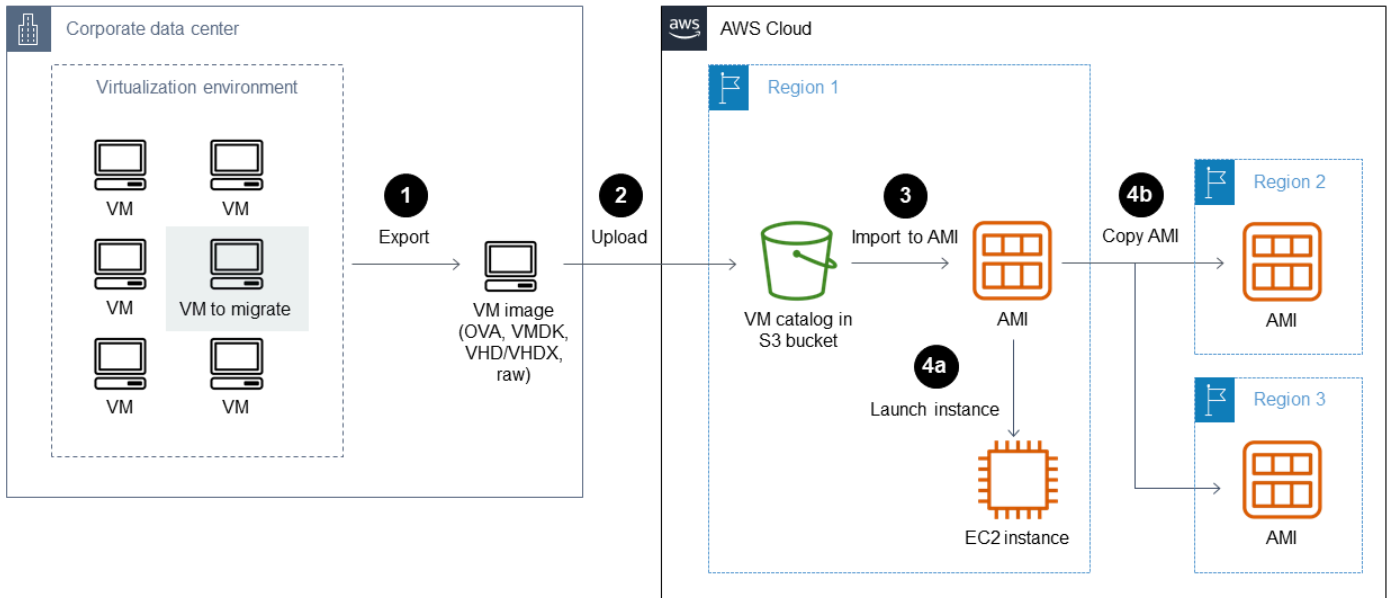 Corporate data center
Virtualization environment
VM
VM
VM
VM to migrate
VM
VM
1
Export
VM image
(OVA, VMDK,
VHD/VHDX,
raw)
2
Upload
aws
AWS Cloud
Region 1
VM catalog in
S3 bucket
3
Import to AMI
AMI
4a
Launch instance
EC2 instance
4b
Copy AMI
Region 2
AMI
Region 3
AMI